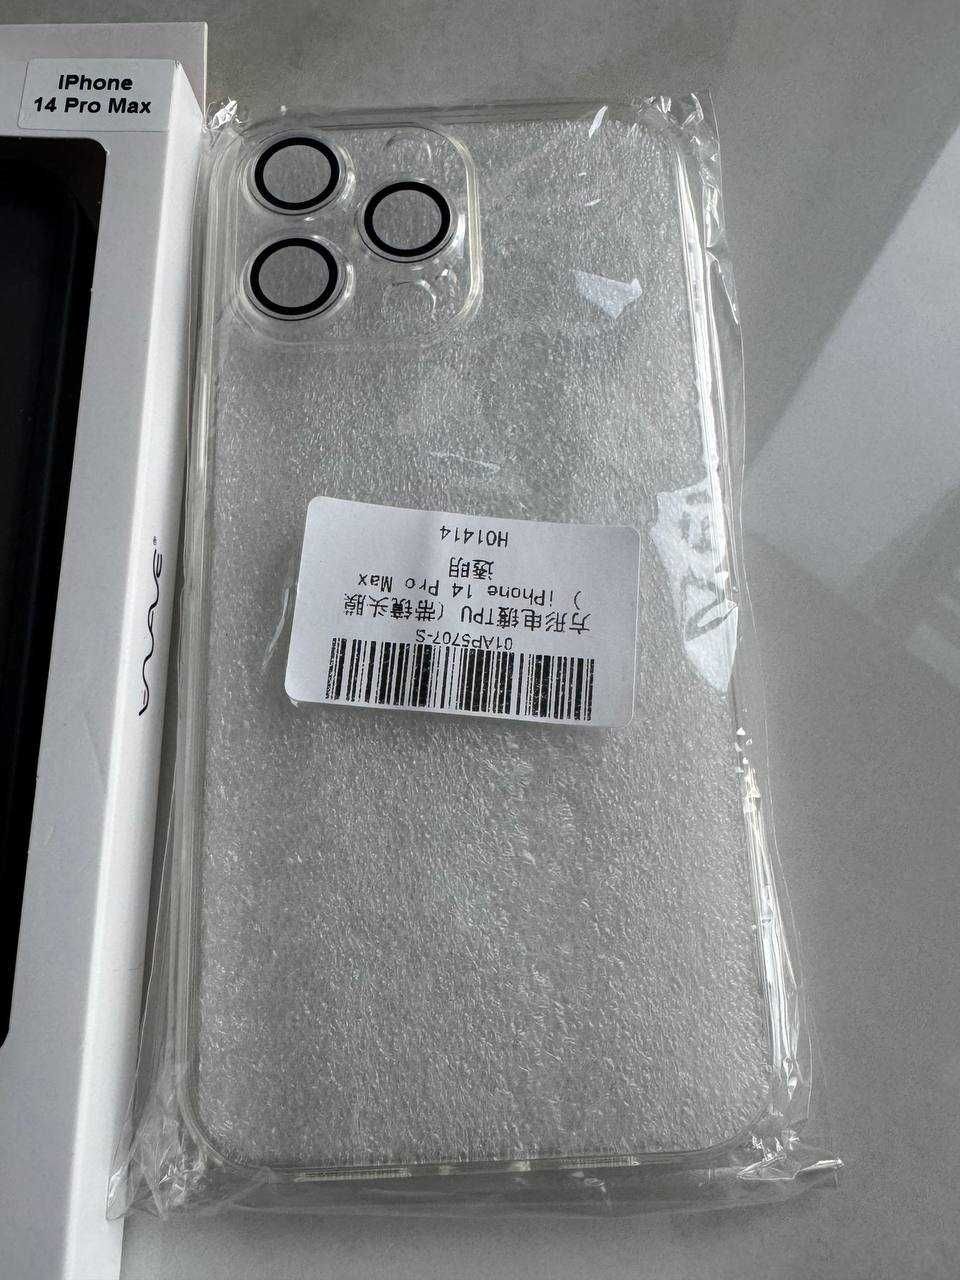 iPhone
14 Pro Max
01AP5707-S
方形电镀TPU（带镜头膜
）iPhone 14 Pro Max
透明
H01414